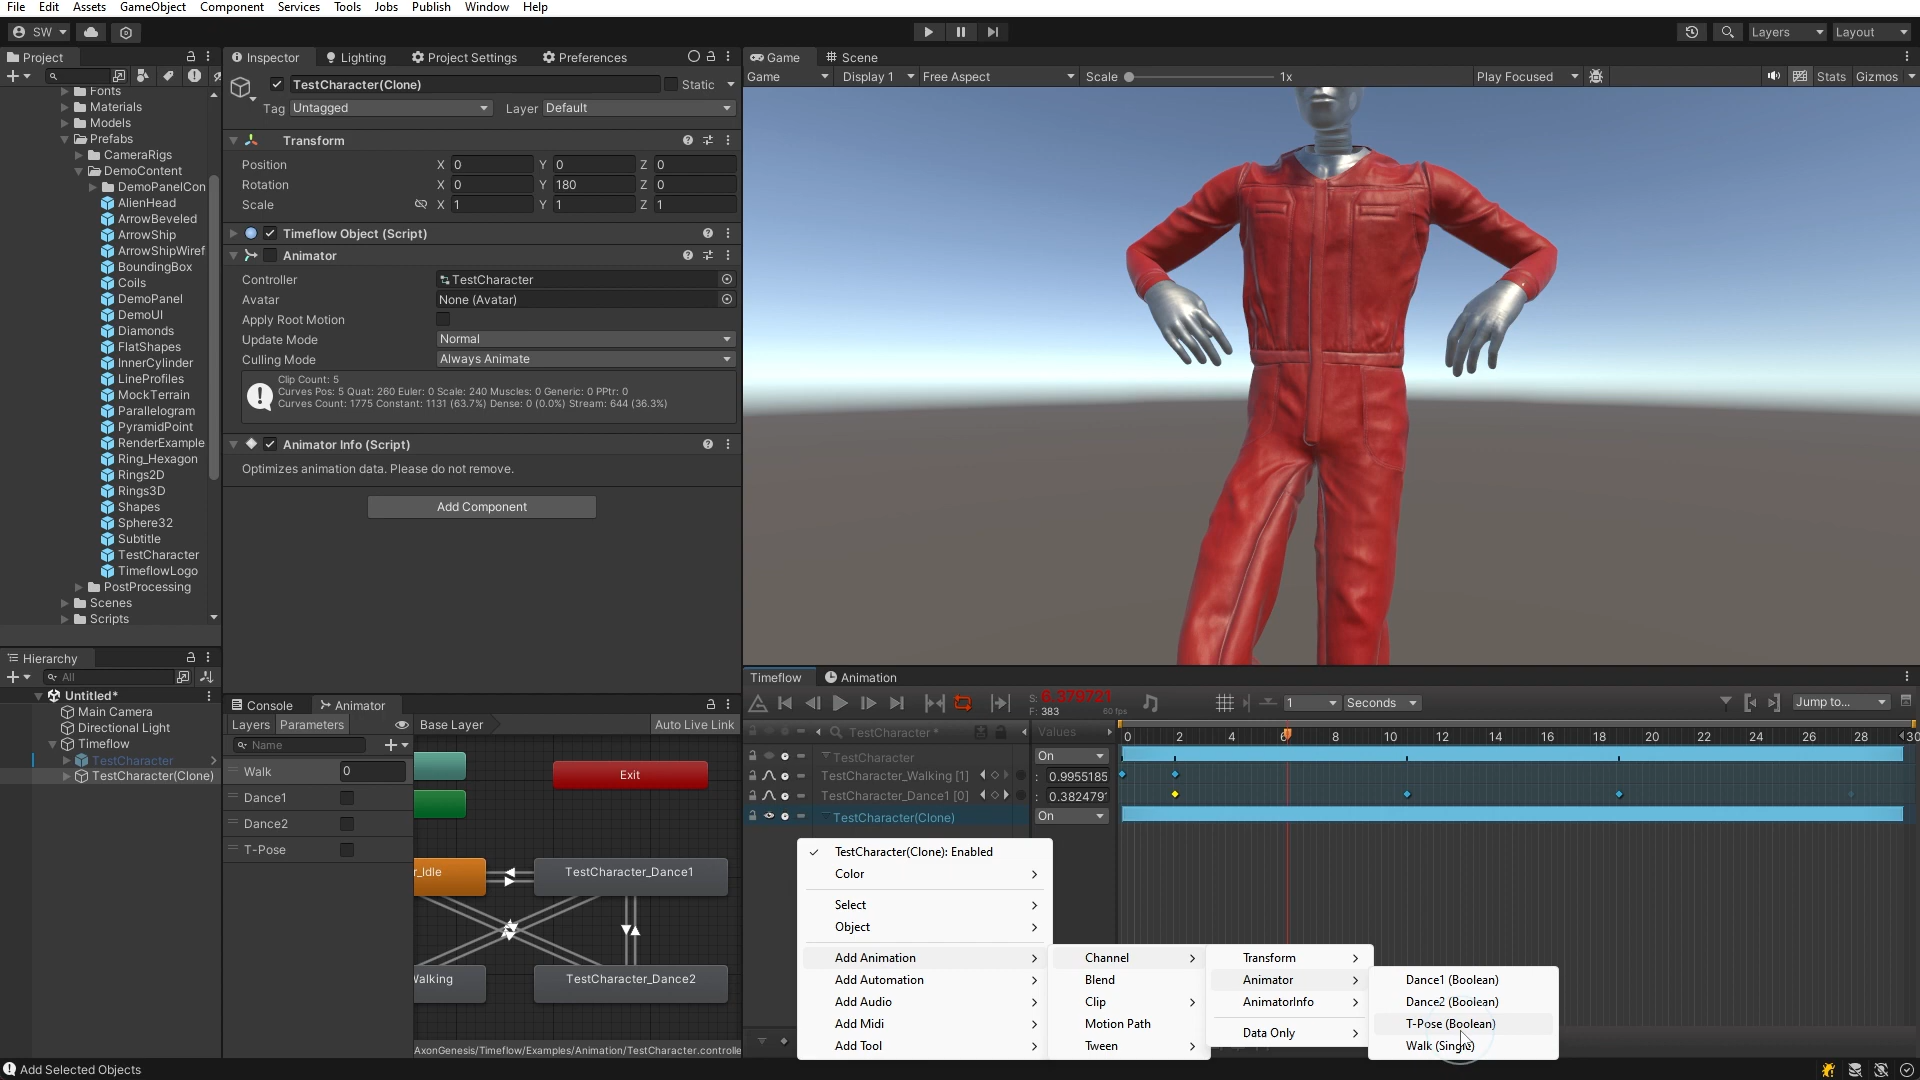 File Edit Assets GameObject Component Services Tools Jobs Publish Window Help
SW
Layers Layout
Project
Fonts
Materials
Models
Prefabs
CameraRigs
DemoContent
DemoPanelCon
AlienHead
ArrowBeveled
ArrowShip
ArrowShipWiref
BoundingBox
Coils
DemoPanel
DemoUI
Diamonds
FlatShapes
InnerCylinder
LineProfiles
MockTerrain
Parallelogram
PyramidPoint
RenderExample
Ring_Hexagon
Rings2D
Rings3D
Shapes
Sphere32
Subtitle
TestCharacter
TimeflowLogo
PostProcessing
Scenes
Scripts
Inspector Lighting Project Settings Preferences
TestCharacter(Clone) Static
Tag Untagged Layer Default
Transform
Position X 0 Y 0 Z 0
Rotation X 0 Y 180 Z 0
Scale X 1 Y 1 Z 1
Timeflow Object (Script)
Animator
Controller TestCharacter
Avatar None (Avatar)
Apply Root Motion
Update Mode Normal
Culling Mode Always Animate
Clip Count: 5
Curves Pos: 5 Quat: 260 Euler: 0 Scale: 240 Muscles: 0 Generic: 0 PPtr: 0
Curves Count: 1775 Constant: 1131 (63.7%) Dense: 0 (0.0%) Stream: 644 (36.3%)
Animator Info (Script)
Optimizes animation data. Please do not remove.
Add Component
Game Scene
Game Display 1 Free Aspect Scale 1x Play Focused Stats Gizmos
Hierarchy
All
Untitled*
Main Camera
Directional Light
Timeflow
TestCharacter
TestCharacter(Clone)
Console Animator
Layers Parameters Base Layer Auto Live Link
Name
Walk 0
Dance1
Dance2
T-Pose
Exit
r_Idle TestCharacter_Dance1
Walking TestCharacter_Dance2
AxonGenesis/Timeflow/Examples/Animation/TestCharacter.controlle
Timeflow Animation
S: 6.379721
F: 383 60 fps
1 Seconds Jump to...
TestCharacter* Values 0 2 4 6 8 10 12 14 16 18 20 22 24 26 28 30
TestCharacter On
TestCharacter_Walking [1] : 0.9955185
TestCharacter_Dance1 [0] : 0.382479
TestCharacter(Clone) On
TestCharacter(Clone): Enabled
Color
Select
Object
Add Animation
Add Automation
Add Audio
Add Midi
Add Tool
Channel
Blend
Clip
Motion Path
Tween
Transform
Animator
AnimatorInfo
Data Only
Dance1 (Boolean)
Dance2 (Boolean)
T-Pose (Boolean)
Walk (Single)
Add Selected Objects